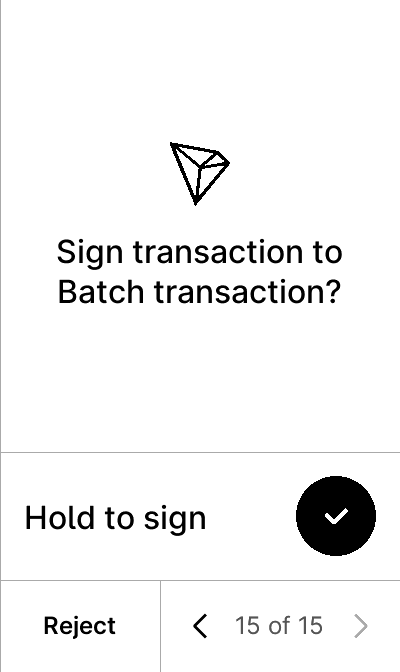 Sign transaction to
Batch transaction?
Hold to sign
Reject
15 of 15